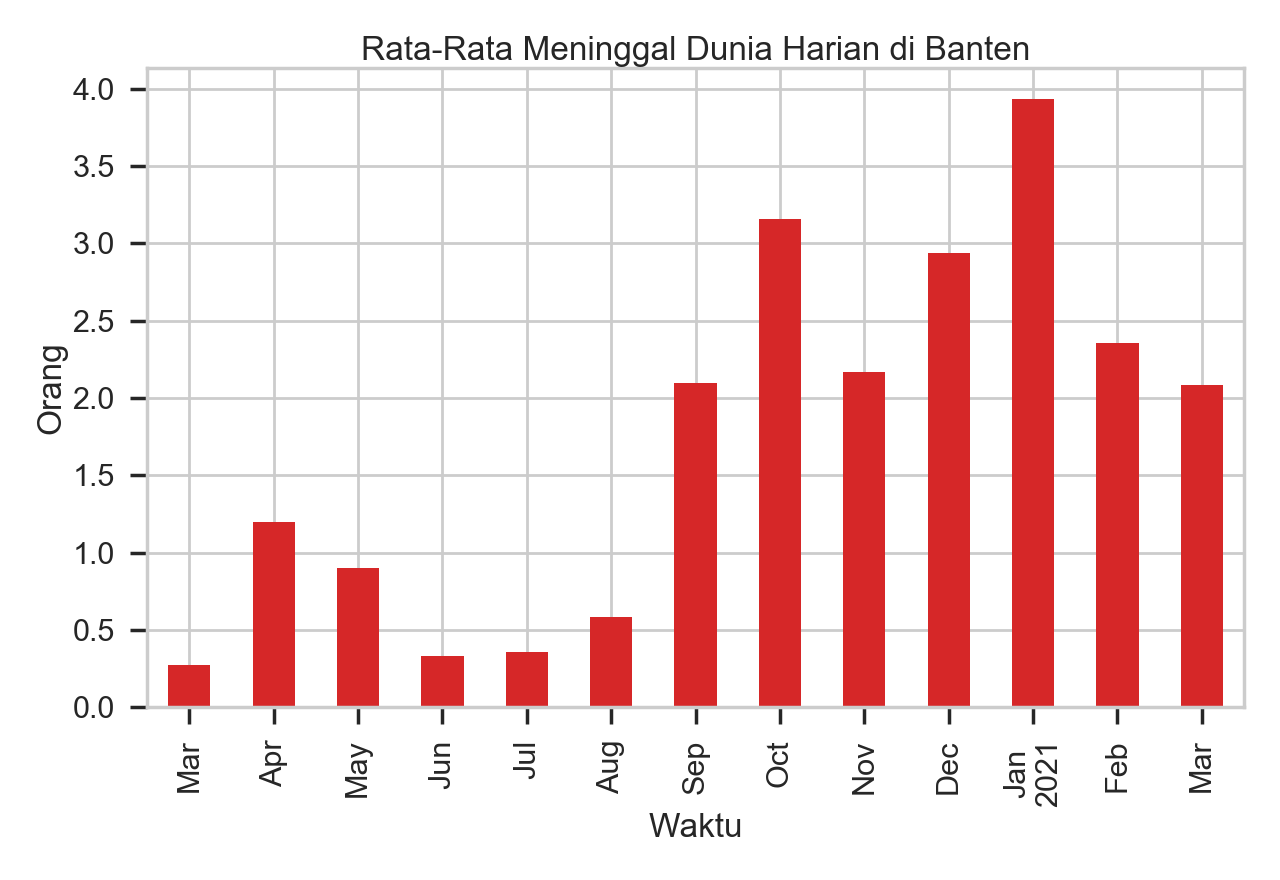 Rata-Rata Meninggal Dunia Harian di Banten
4.0
3.5
3.0
2.5
2.0
1.5
1.0
0.5
0.0
Orang
Mar
Apr
May
Jun
Jul
Aug
Sep
Oct
Nov
Dec
Jan
2021
Feb
Mar
Waktu